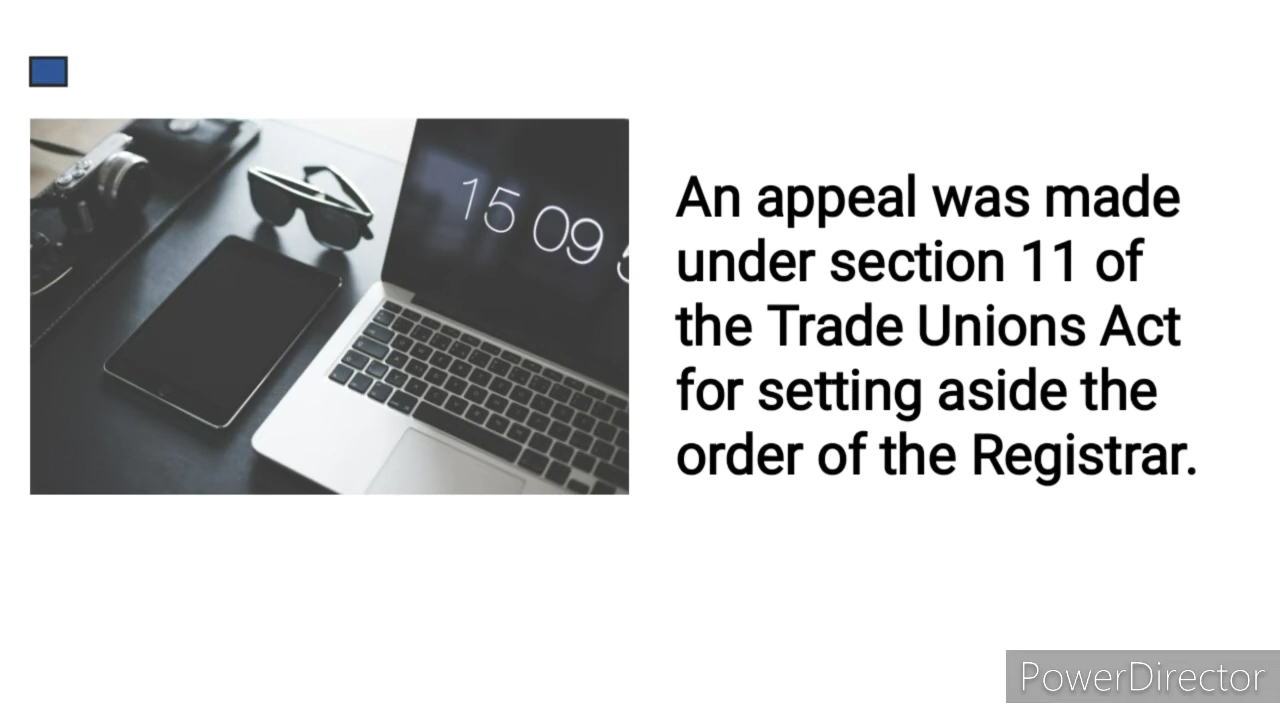 15 09
An appeal was made
under section 11 of
the Trade Unions Act
for setting aside the
order of the Registrar.
PowerDirector